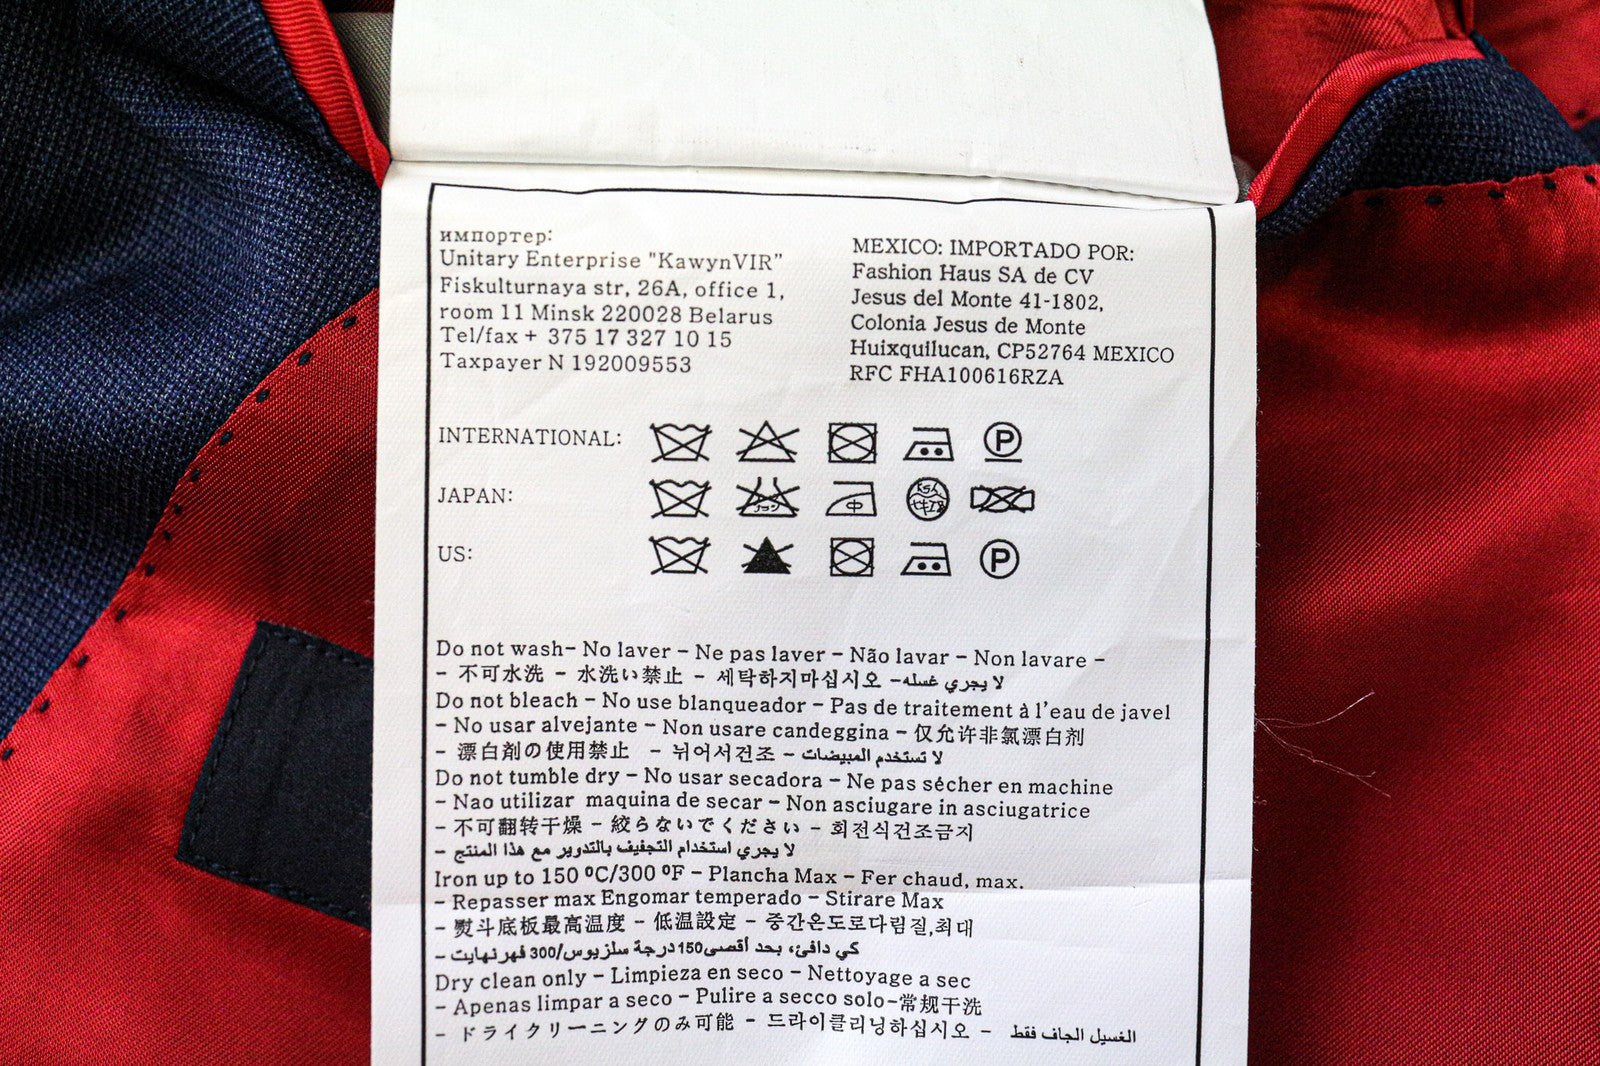 импортер:
Unitary Enterprise "KawynVIR"
Fiskulturnaya str, 26A, office 1,
room 11 Minsk 220028 Belarus
Tel/fax + 375 17 327 10 15
Taxpayer N 192009553
MEXICO: IMPORTADO POR:
Fashion Haus SA de CV
Jesus del Monte 41-1802,
Colonia Jesus de Monte
Huixquilucan, CP52764 MEXICO
RFC FHA100616RZA
INTERNATIONAL:
P
JAPAN:
中
US:
P
Do not wash- No laver - Ne pas laver - Não lavar - Non lavare -
- 不可水洗 - 水洗い禁止 - 세탁하지마십시오 -لا يجري غسله
Do not bleach - No use blanqueador - Pas de traitement à l'eau de javel
- No usar alvejante - Non usare candeggina - 仅允许非氯漂白剂
- 漂白剤の使用禁止 - 뉘어서건조 - لا تستخدم المبيضات
Do not tumble dry - No usar secadora - Ne pas sécher en machine
- Nao utilizar maquina de secar - Non asciugare in asciugatrice
- 不可翻转干燥 - 絞らないでください - 회전식건조금지
- لا يجري استخدام التجفيف بالتدوير مع هذا المنتج
Iron up to 150 ºC/300 ºF - Plancha Max - Fer chaud, max.
- Repasser max Engomar temperado - Stirare Max
- 熨斗底板最高温度 - 低温設定 - 중간온도로다림질,최대
- كي دافئ، بحد أقصى150درجة سلزيوس/300 فهرنهايت
Dry clean only - Limpieza en seco - Nettoyage a sec
- Apenas limpar a seco - Pulire a secco solo-常规干洗
- ドライクリーニングのみ可能 - 드라이클리닝하십시오 - الغسيل الجاف فقط